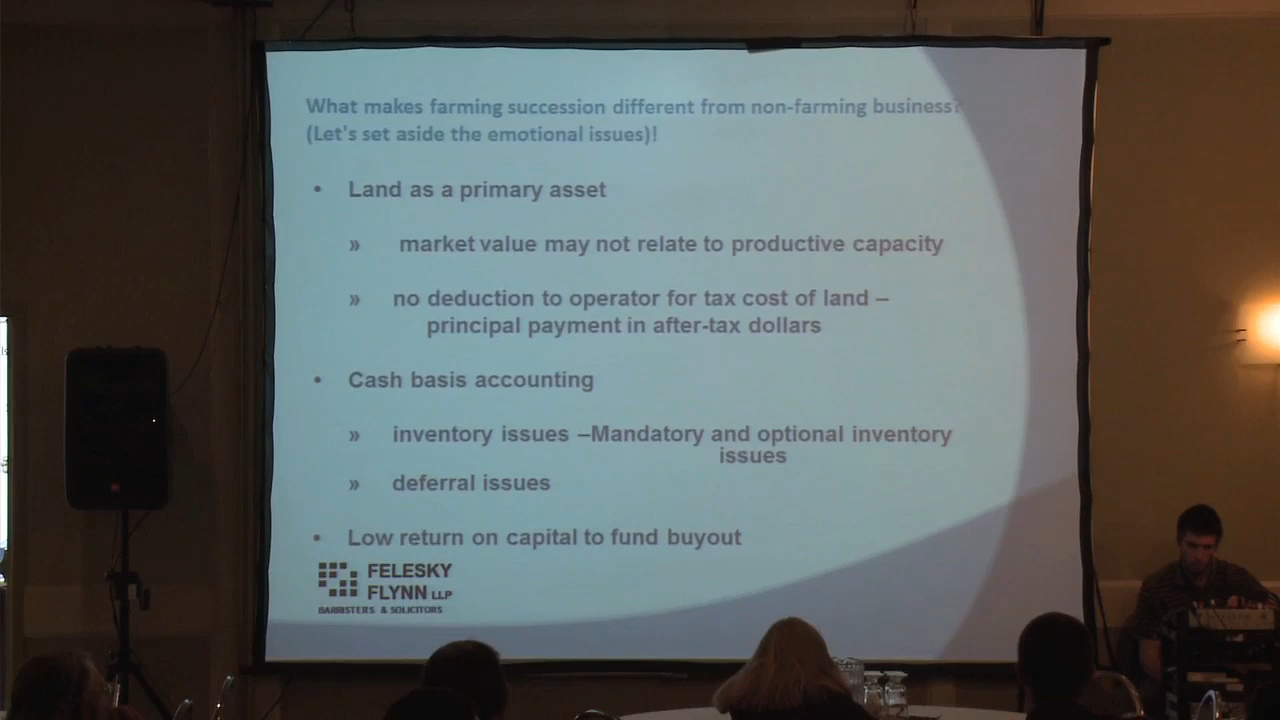 What makes farming succession different from non-farming business?
(Let's set aside the emotional issues)!
• Land as a primary asset
» market value may not relate to productive capacity
» no deduction to operator for tax cost of land –
principal payment in after-tax dollars
• Cash basis accounting
» inventory issues –Mandatory and optional inventory
issues
» deferral issues
• Low return on capital to fund buyout
FELESKY
FLYNN LLP
BARRISTERS & SOLICITORS